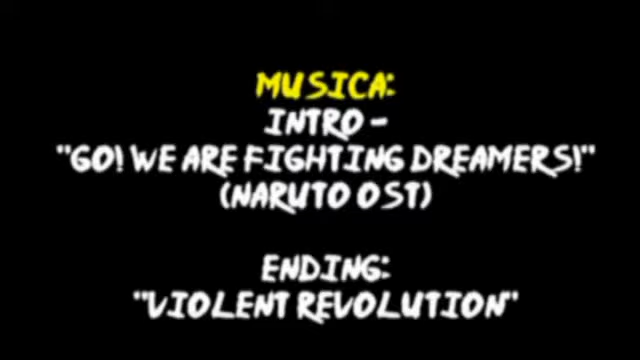 MUSICA:
INTRO -
"GO! WE ARE FIGHTING DREAMERS!"
(NARUTO OST)
ENDING:
"VIOLENT REVOLUTION"